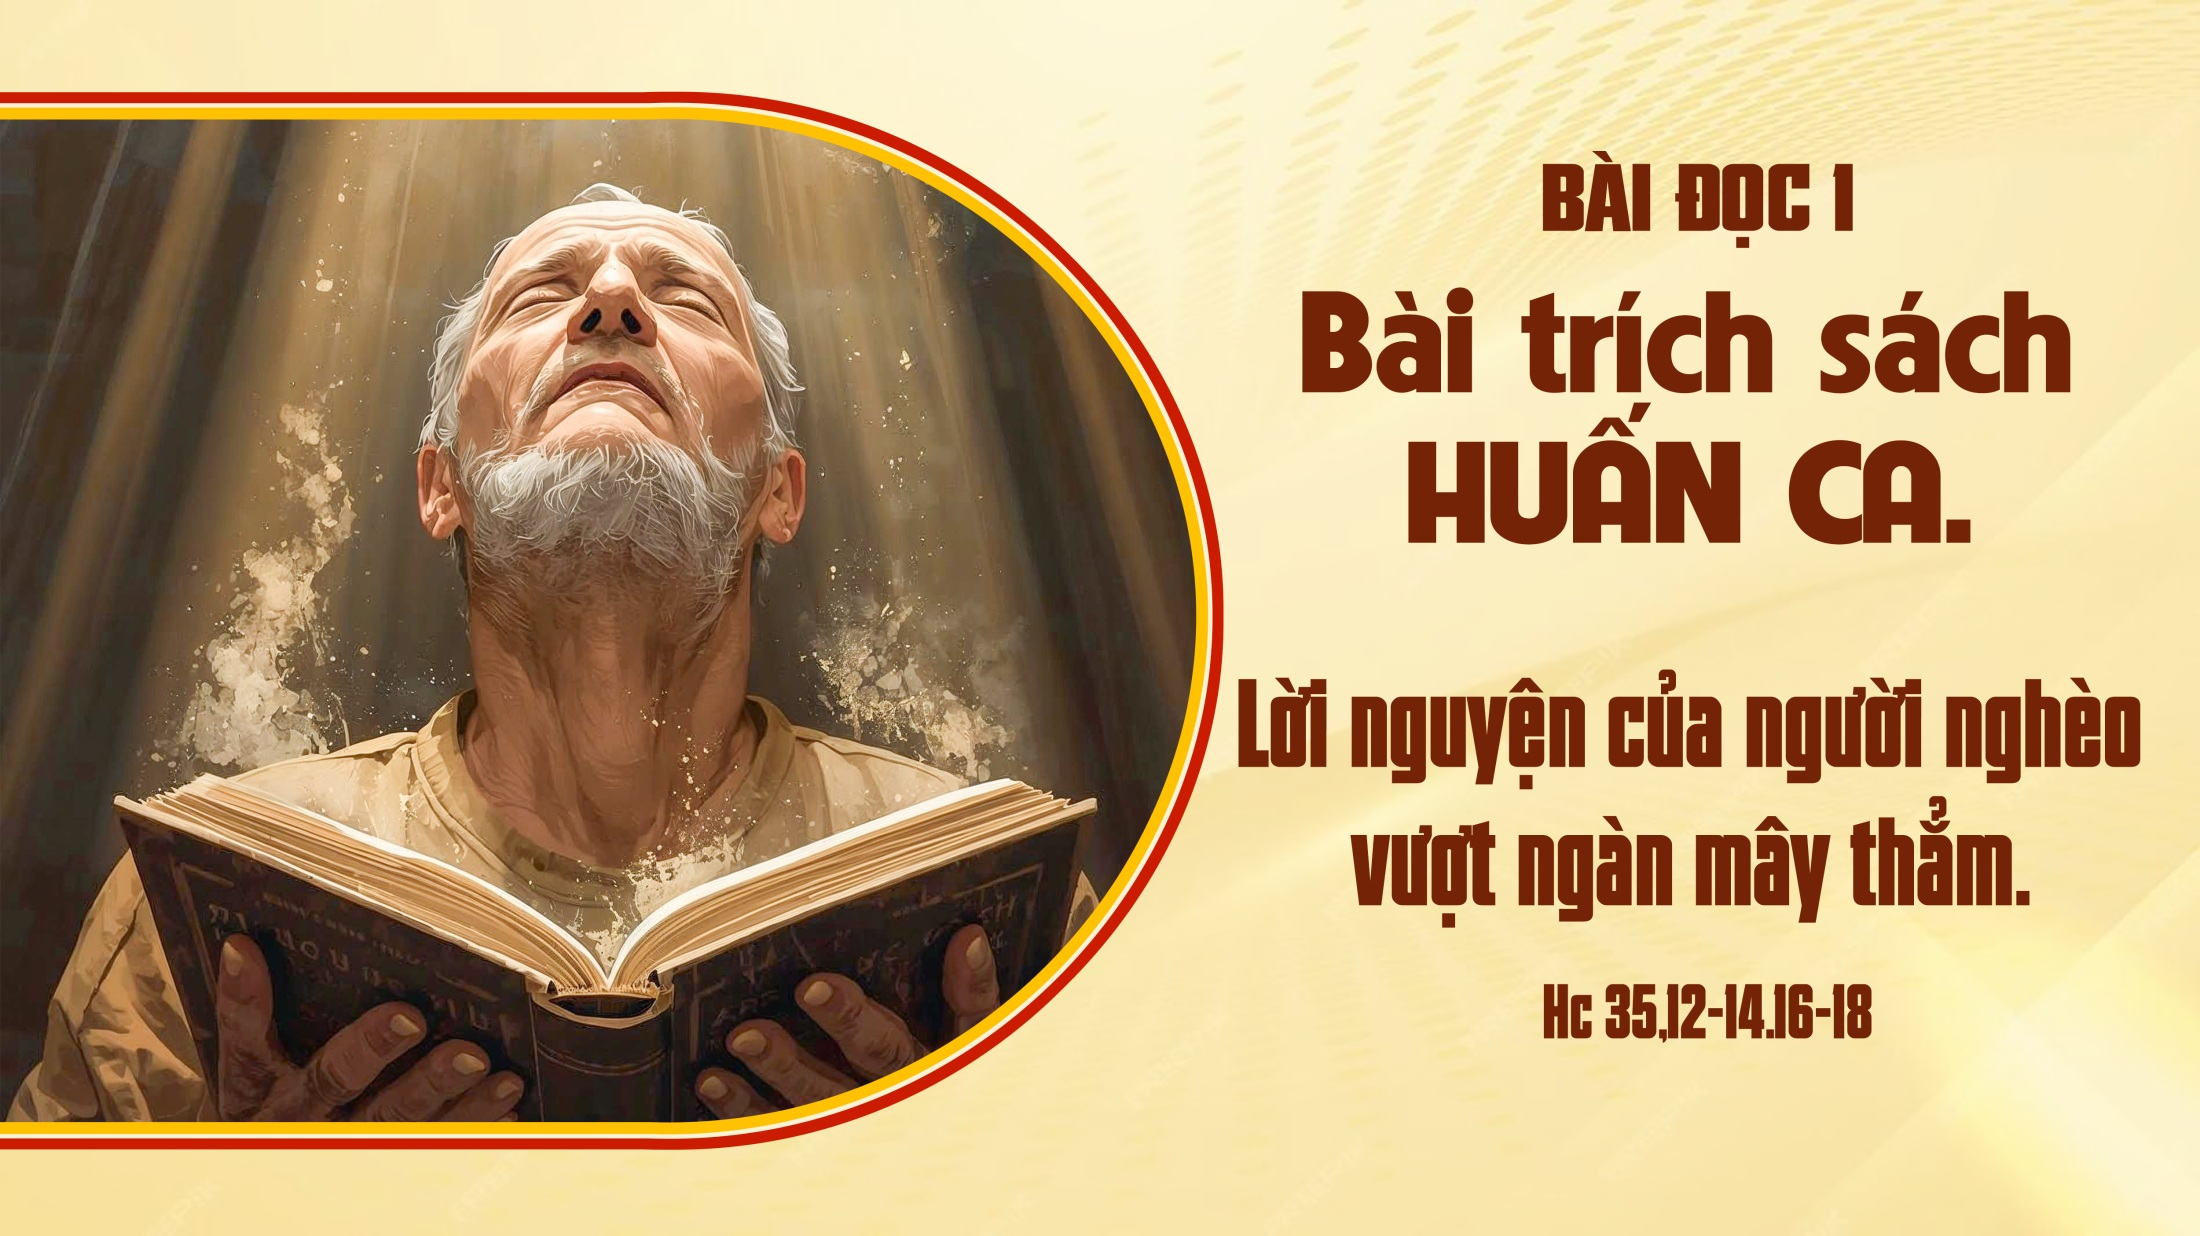 BÀI ĐỌC 1
Bài trích sách
HUẤN CA.
Lời nguyện của người nghèo
vượt ngàn mây thẳm.
Hc 35,12-14.16-18